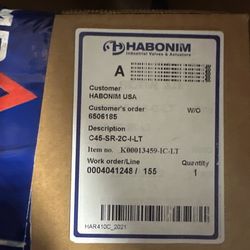 HABONIM
Industrial Valves & Actuators
A
Customer
HABONIM USA
Customer's order W/O
6506185
Description
C45-SR-2C-I-LT
Item no. K00013459-IC-LT
Work order/Line Quantity
0004041248 / 155 1
HAR410C_2021